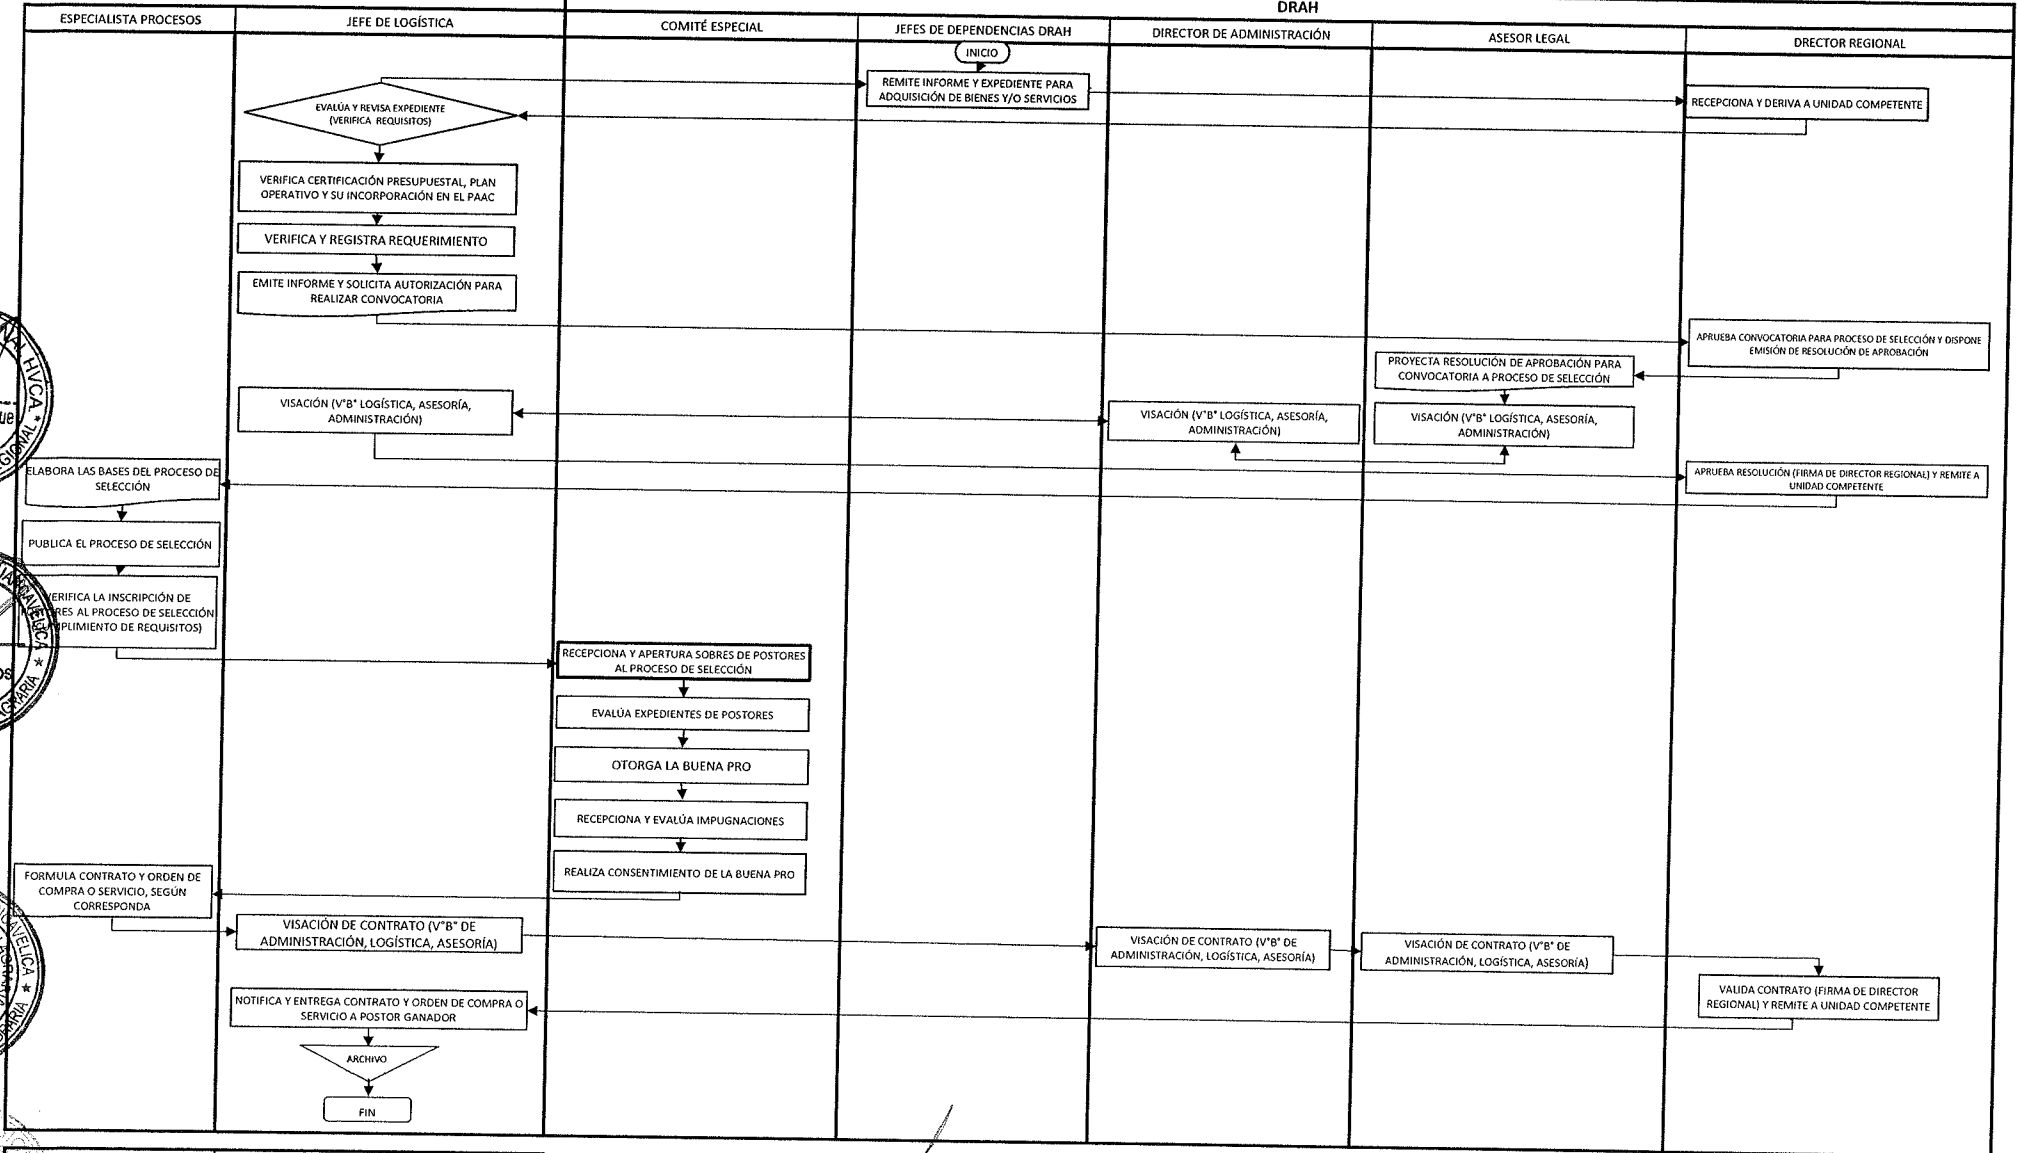 DRAH
ESPECIALISTA PROCESOS
JEFE DE LOGÍSTICA
COMITÉ ESPECIAL
JEFES DE DEPENDENCIAS DRAH
DIRECTOR DE ADMINISTRACIÓN
ASESOR LEGAL
DRECTOR REGIONAL
INICIO
REMITE INFORME Y EXPEDIENTE PARA
ADQUISICIÓN DE BIENES Y/O SERVICIOS
RECEPCIONA Y DERIVA A UNIDAD COMPETENTE
EVALÚA Y REVISA EXPEDIENTE
(VERIFICA REQUISITOS)
VERIFICA CERTIFICACIÓN PRESUPUESTAL, PLAN
OPERATIVO Y SU INCORPORACIÓN EN EL PAAC
VERIFICA Y REGISTRA REQUERIMIENTO
EMITE INFORME Y SOLICITA AUTORIZACIÓN PARA
REALIZAR CONVOCATORIA
APRUEBA CONVOCATORIA PARA PROCESO DE SELECCIÓN Y DISPONE
EMISIÓN DE RESOLUCIÓN DE APROBACIÓN
PROYECTA RESOLUCIÓN DE APROBACIÓN PARA
CONVOCATORIA A PROCESO DE SELECCIÓN
VISACIÓN (V°B° LOGÍSTICA, ASESORÍA,
ADMINISTRACIÓN)
VISACIÓN (V°B° LOGÍSTICA, ASESORÍA,
ADMINISTRACIÓN)
VISACIÓN (V°B° LOGÍSTICA, ASESORÍA,
ADMINISTRACIÓN)
APRUEBA RESOLUCIÓN (FIRMA DE DIRECTOR REGIONAL) Y REMITE A
UNIDAD COMPETENTE
ELABORA LAS BASES DEL PROCESO DE
SELECCIÓN
PUBLICA EL PROCESO DE SELECCIÓN
VERIFICA LA INSCRIPCIÓN DE
AL PROCESO DE SELECCIÓN
DE REQUISITOS)
RECEPCIONA Y APERTURA SOBRES DE POSTORES
AL PROCESO DE SELECCIÓN
EVALÚA EXPEDIENTES DE POSTORES
OTORGA LA BUENA PRO
RECEPCIONA Y EVALÚA IMPUGNACIONES
REALIZA CONSENTIMIENTO DE LA BUENA PRO
FORMULA CONTRATO Y ORDEN DE
COMPRA O SERVICIO, SEGÚN
CORRESPONDA
VISACIÓN DE CONTRATO (V°B° DE
ADMINISTRACIÓN, LOGÍSTICA, ASESORÍA)
VISACIÓN DE CONTRATO (V°B° DE
ADMINISTRACIÓN, LOGÍSTICA, ASESORÍA)
VISACIÓN DE CONTRATO (V°B° DE
ADMINISTRACIÓN, LOGÍSTICA, ASESORÍA)
VALIDA CONTRATO (FIRMA DE DIRECTOR
REGIONAL) Y REMITE A UNIDAD COMPETENTE
NOTIFICA Y ENTREGA CONTRATO Y ORDEN DE COMPRA O
SERVICIO A POSTOR GANADOR
ARCHIVO
FIN
HVCA